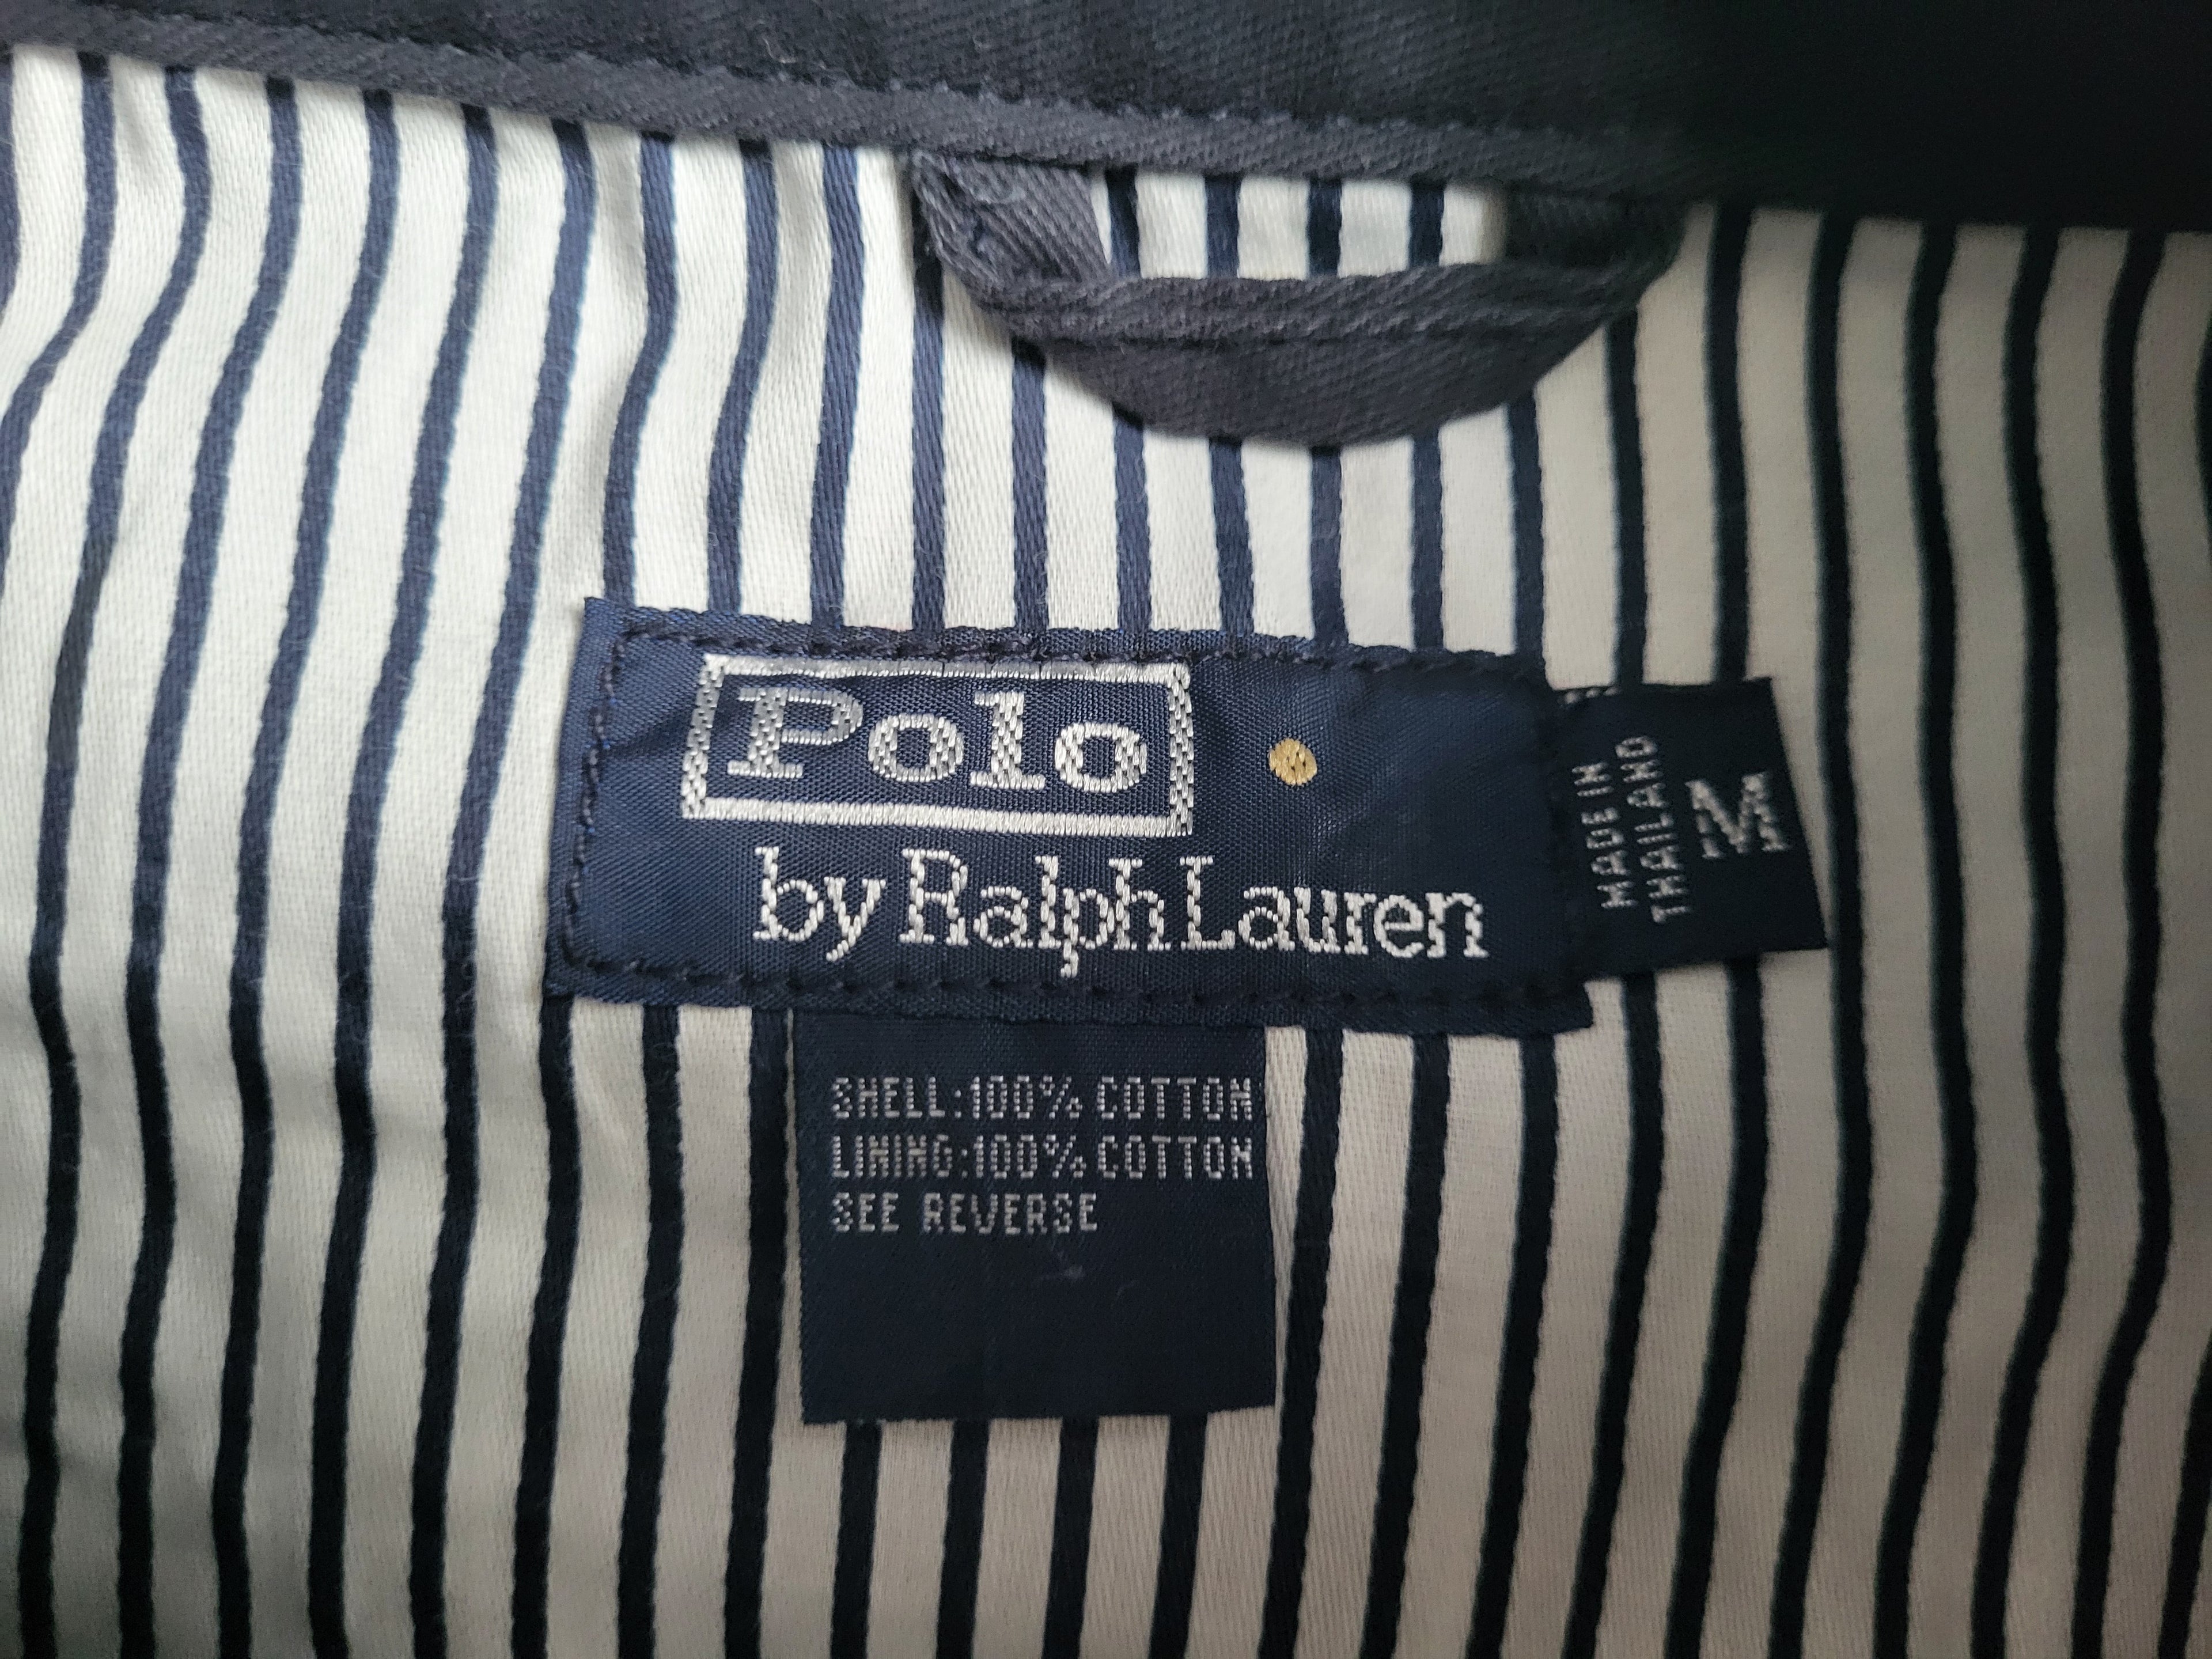 Polo
by Ralph Lauren
MADE IN
THAILAND
M
SHELL:100% COTTON
LINING:100% COTTON
SEE REVERSE